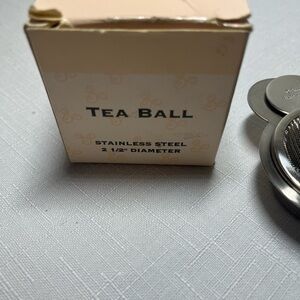 TEA BALL
STAINLESS STEEL
2 1/2" DIAMETER